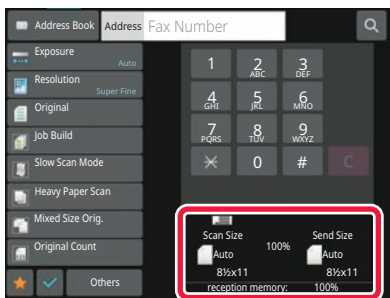 Address Book
Address
Fax Number
Exposure
Auto
Resolution
Super Fine
Original
Job Build
Slow Scan Mode
Heavy Paper Scan
Mixed Size Orig.
Original Count
Others
1
2
ABC
3
DEF
4
GHI
5
JKL
6
MNO
7
PQRS
8
TUV
9
WXYZ
0
#
C
Scan Size
100%
Send Size
Auto
Auto
8½x11
8½x11
reception memory: 100%